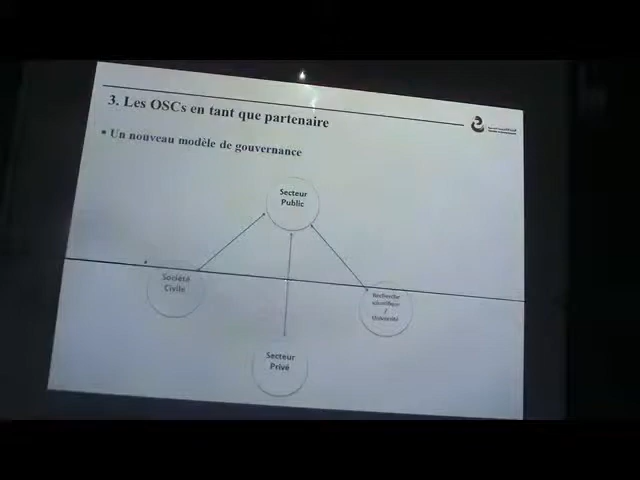 3. Les OSCs en tant que partenaire
• Un nouveau modèle de gouvernance
Secteur
Public
Société
Civile
Recherche
scientifique
/
Université
Secteur
Privé